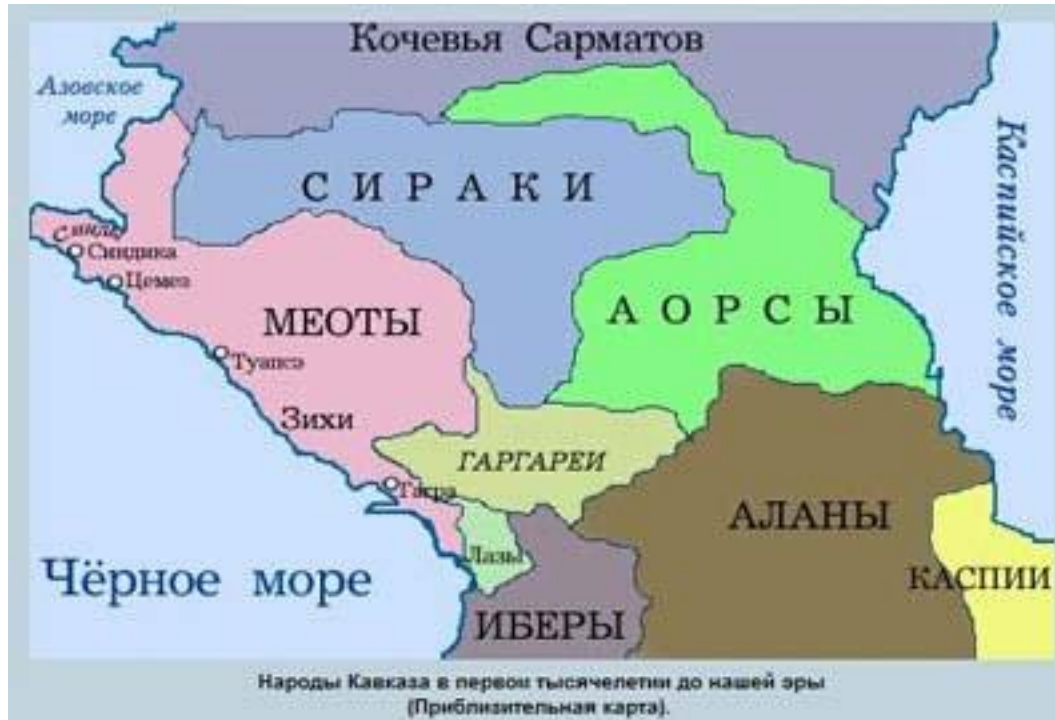 Кочевья Сарматов
Азовское
море
Каспийское море
СИРАКИ
Синды
Синдика
Цемез
МЕОТЫ
АОРСЫ
Туапсэ
Зихи
ГАРГАРЕИ
Гагра
АЛАНЫ
Лазы
Чёрное море
КАСПИИ
ИБЕРЫ
Народы Кавказа в первом тысячелетии до нашей эры
(Приблизительная карта).